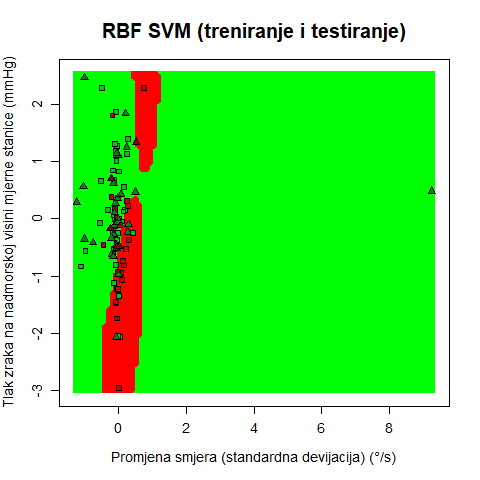 RBF SVM (treniranje i testiranje)
Tlak zraka na nadmorskoj visini mjerne stanice (mmHg)
2
1
0
-1
-2
-3
0 2 4 6 8
Promjena smjera (standardna devijacija) (°/s)